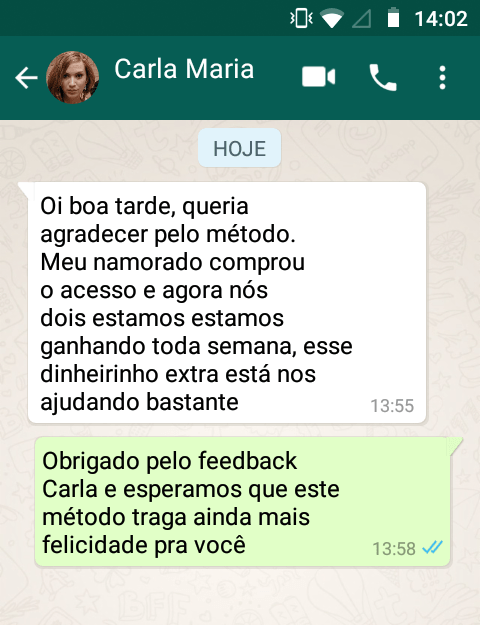 14:02
Carla Maria
HOJE
Oi boa tarde, queria
agradecer pelo método.
Meu namorado comprou
o acesso e agora nós
dois estamos estamos
ganhando toda semana, esse
dinheirinho extra está nos
ajudando bastante
13:55
Obrigado pelo feedback
Carla e esperamos que este
método traga ainda mais
felicidade pra você
13:58